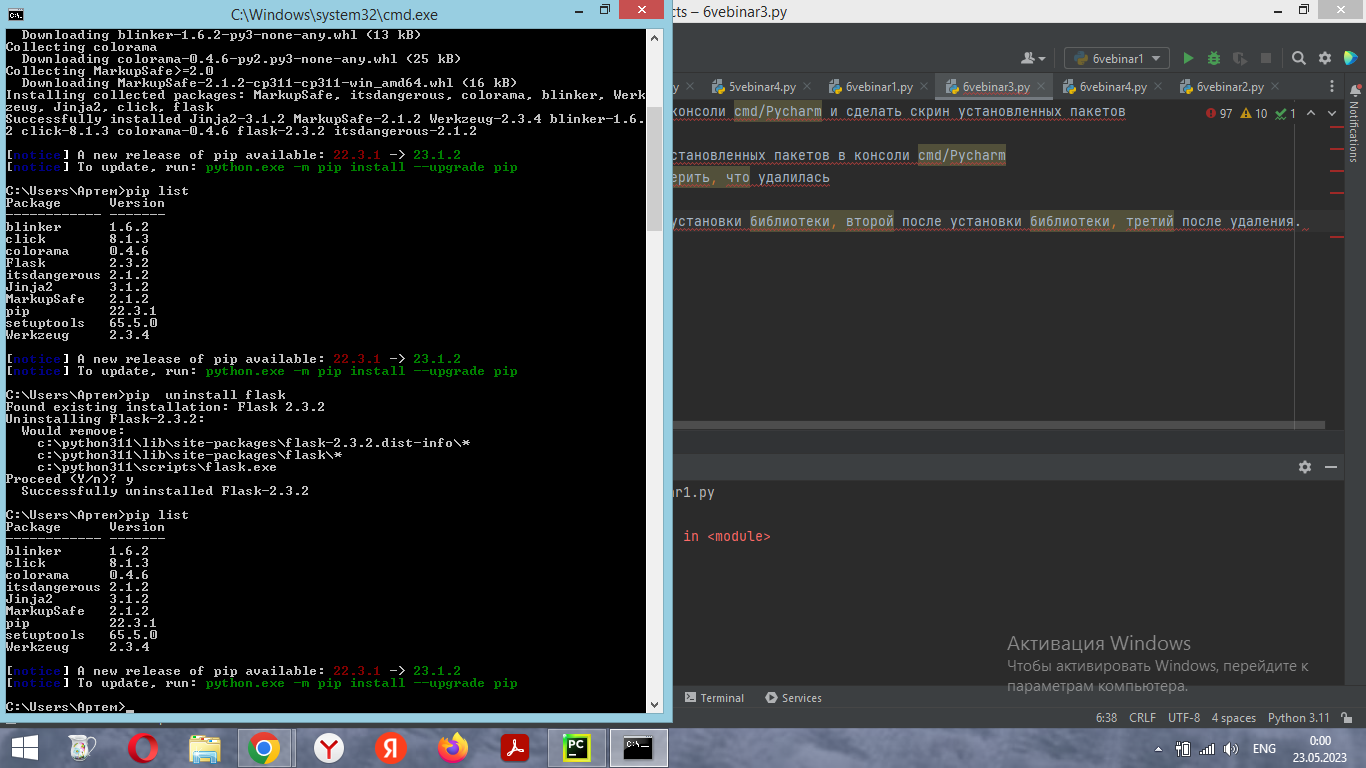 C:\Windows\system32\cmd.exe
Downloading blinker-1.6.2-py3-none-any.whl (13 kB)
Collecting colorama
Downloading colorama-0.4.6-py2.py3-none-any.whl (25 kB)
Collecting MarkupSafe>=2.0
Downloading MarkupSafe-2.1.2-cp311-cp311-win_amd64.whl (16 kB)
Installing collected packages: MarkupSafe, itsdangerous, colorama, blinker, Werk
zeug, Jinja2, click, flask
Successfully installed Jinja2-3.1.2 MarkupSafe-2.1.2 Werkzeug-2.3.4 blinker-1.6.
2 click-8.1.3 colorama-0.4.6 flask-2.3.2 itsdangerous-2.1.2
[notice] A new release of pip available: 22.3.1 -> 23.1.2
[notice] To update, run: python.exe -m pip install --upgrade pip
C:\Users\Артем>pip list
Package Version
------------ -------
blinker 1.6.2
click 8.1.3
colorama 0.4.6
Flask 2.3.2
itsdangerous 2.1.2
Jinja2 3.1.2
MarkupSafe 2.1.2
pip 22.3.1
setuptools 65.5.0
Werkzeug 2.3.4
[notice] A new release of pip available: 22.3.1 -> 23.1.2
[notice] To update, run: python.exe -m pip install --upgrade pip
C:\Users\Артем>pip  uninstall flask
Found existing installation: Flask 2.3.2
Uninstalling Flask-2.3.2:
Would remove:
c:\python311\lib\site-packages\flask-2.3.2.dist-info\*
c:\python311\lib\site-packages\flask\*
c:\python311\scripts\flask.exe
Proceed (Y/n)? y
Successfully uninstalled Flask-2.3.2
C:\Users\Артем>pip list
Package Version
------------ -------
blinker 1.6.2
click 8.1.3
colorama 0.4.6
itsdangerous 2.1.2
Jinja2 3.1.2
MarkupSafe 2.1.2
pip 22.3.1
setuptools 65.5.0
Werkzeug 2.3.4
[notice] A new release of pip available: 22.3.1 -> 23.1.2
[notice] To update, run: python.exe -m pip install --upgrade pip
C:\Users\Артем>_
cts – 6vebinar3.py
6vebinar1
y 5vebinar4.py 6vebinar1.py 6vebinar3.py 6vebinar4.py 6vebinar2.py
консоли cmd/Pycharm и сделать скрин установленных пакетов
97 10 1
Notifications
становленных пакетов в консоли cmd/Pycharm
ерить, что удалилась
установки библиотеки, второй после установки библиотеки, третий после удаления.
ar1.py
in <module>
Активация Windows
Чтобы активировать Windows, перейдите к
параметрам компьютера.
Terminal Services
6:38 CRLF UTF-8 4 spaces Python 3.11
ENG
0:00
23.05.2023